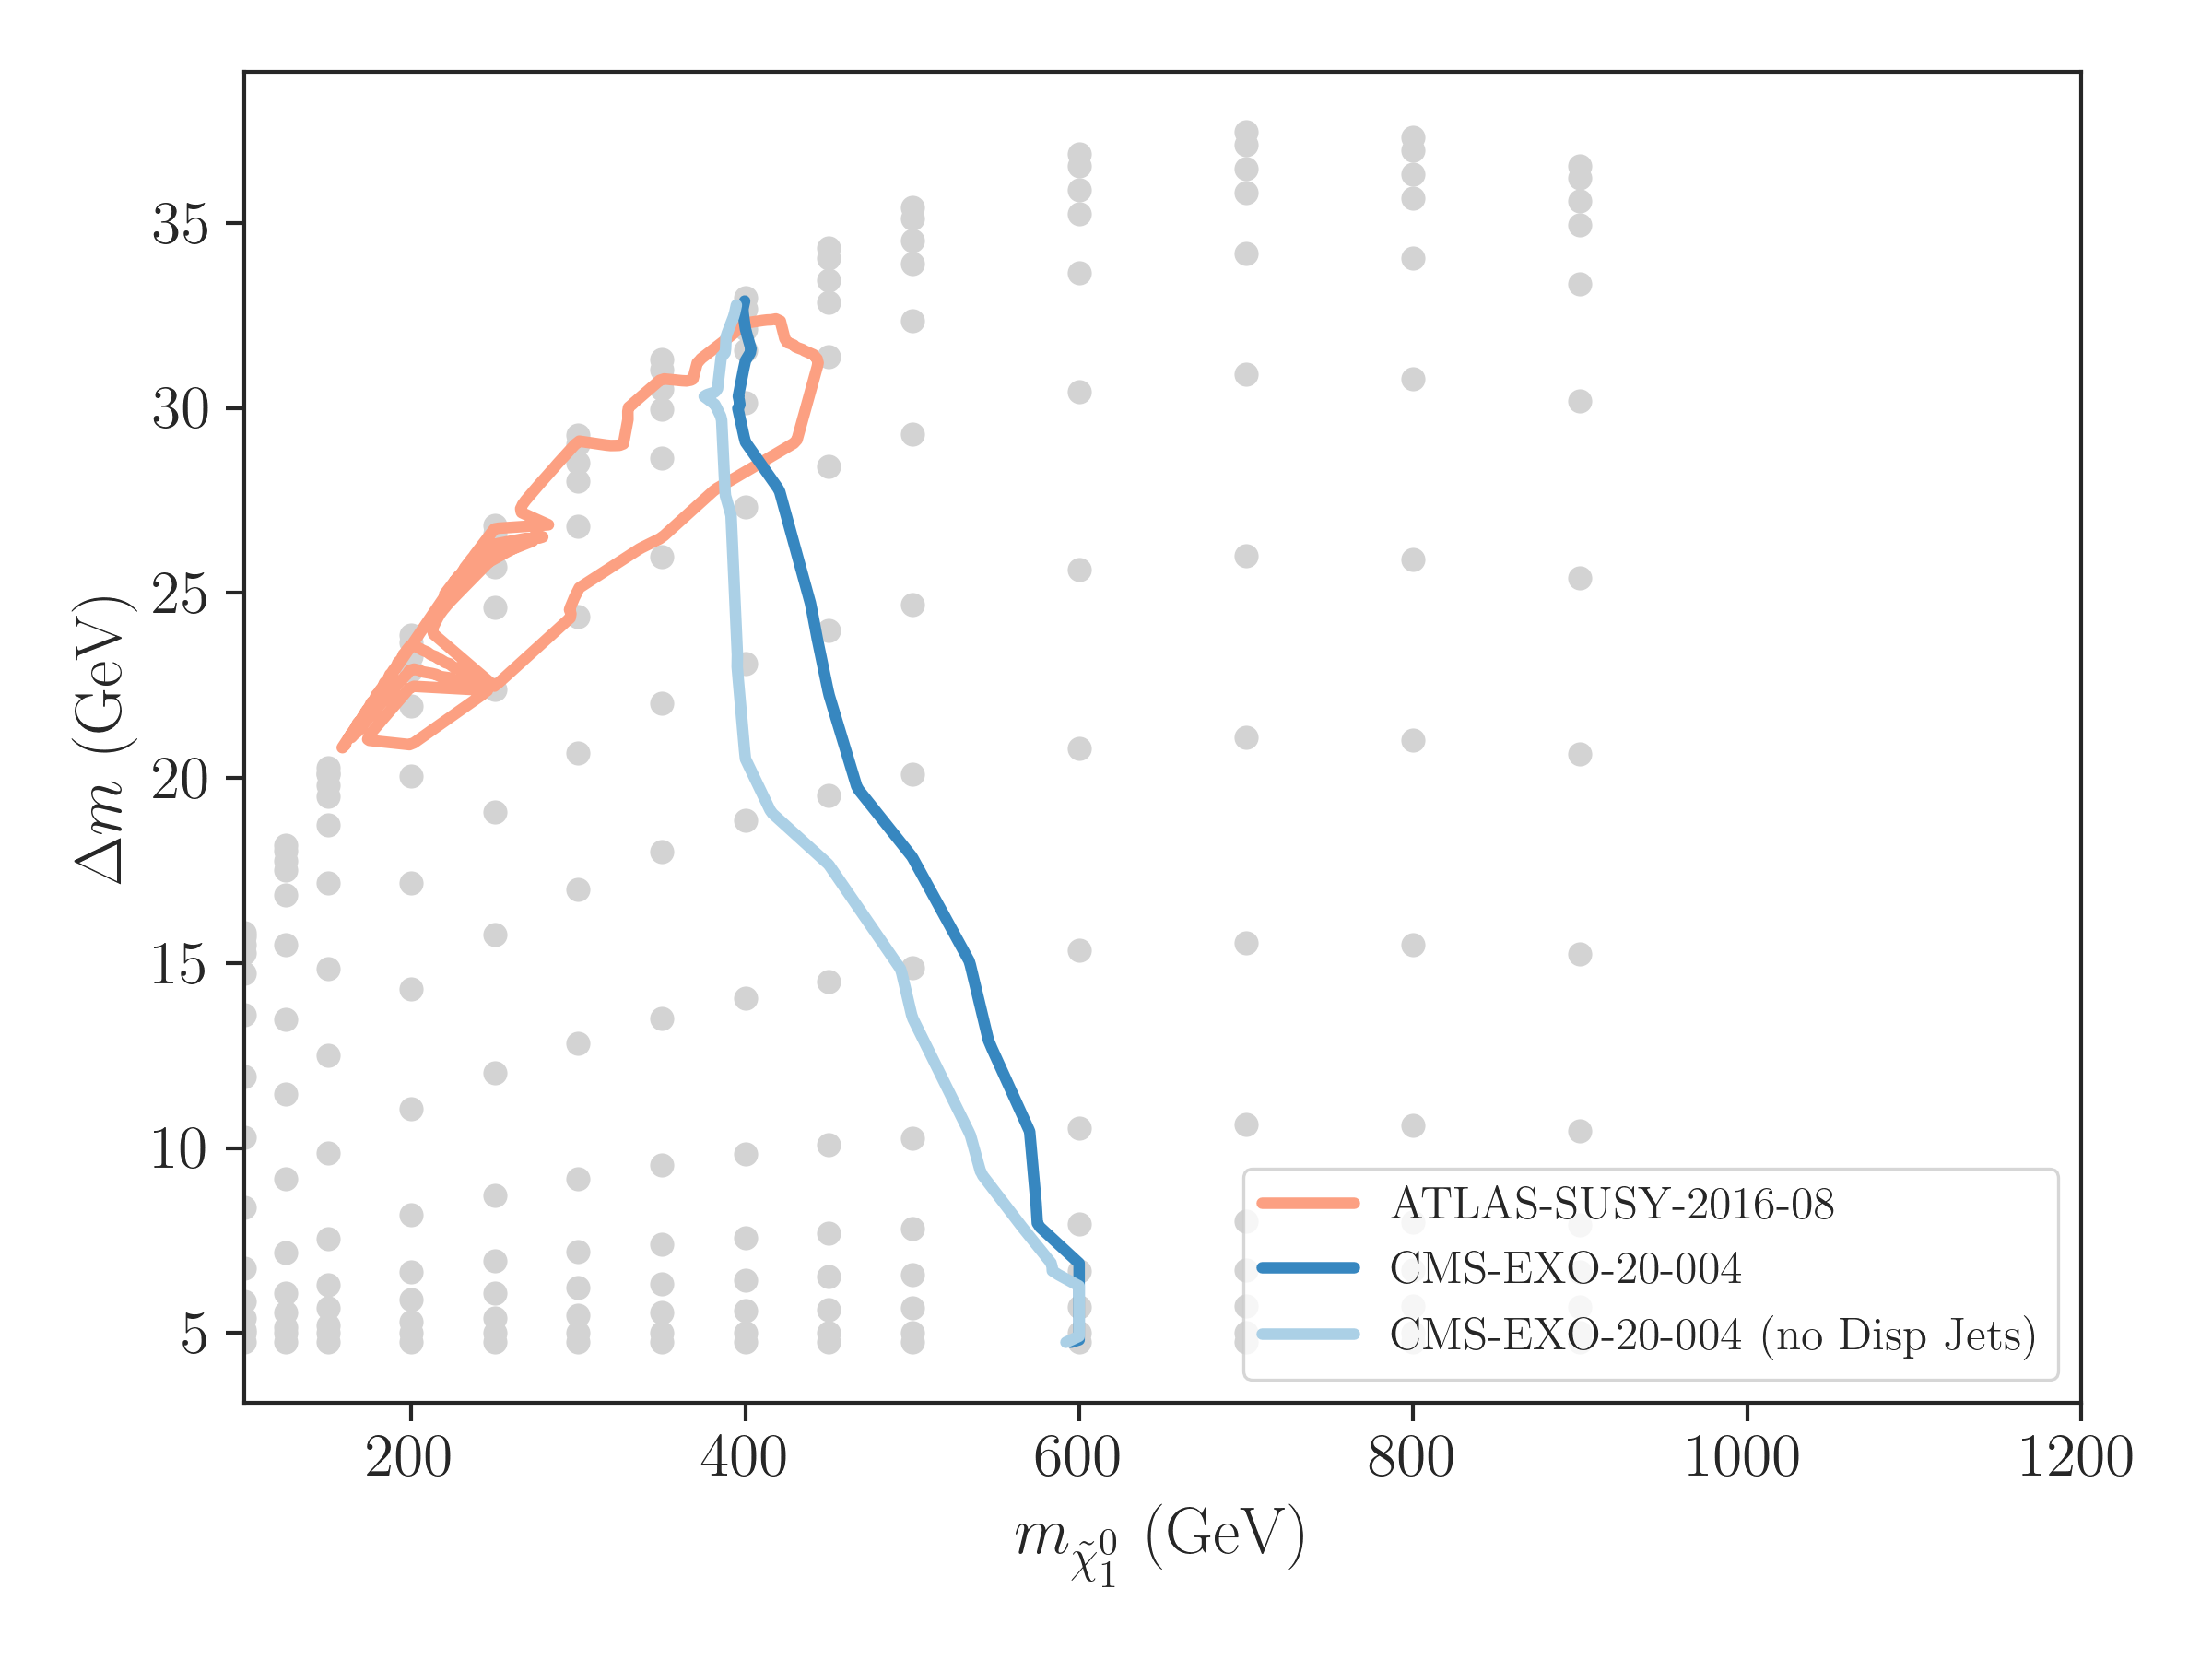 35
30
25
20
15
10
5
Δm (GeV)
ATLAS-SUSY-2016-08
CMS-EXO-20-004
CMS-EXO-20-004 (no Disp Jets)
200
400
600
800
1000
1200
m_{\tilde{χ}_1^0} (GeV)